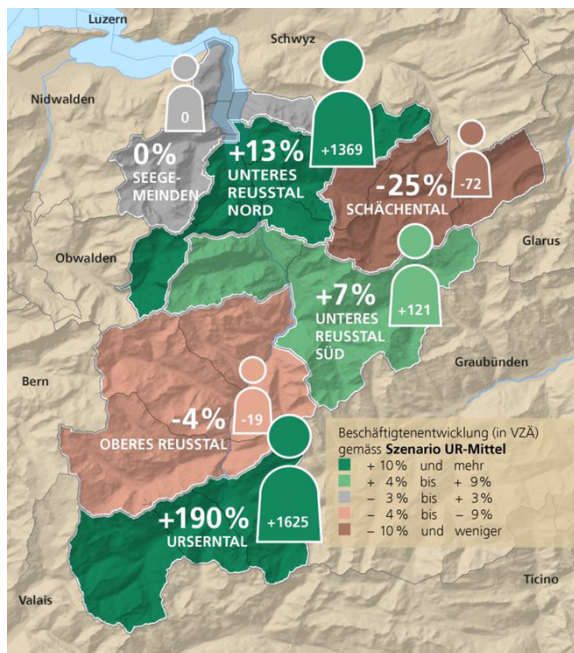 Luzern
Schwyz
Nidwalden
0
0%
SEEGE-
MEINDEN
+13%
UNTERES
REUSSTAL
NORD
+1369
-25%
SCHÄCHENTAL
-72
Glarus
Obwalden
+7%
UNTERES
REUSSTAL
SÜD
+121
Graubünden
Bern
-4%
OBERES REUSSTAL
-19
Beschäftigtenentwicklung (in VZÄ)
gemäss Szenario UR-Mittel
+ 10% und mehr
+ 4% bis + 9%
– 3% bis + 3%
– 4% bis – 9%
– 10% und weniger
+190%
URSERNTAL
+1625
Ticino
Valais